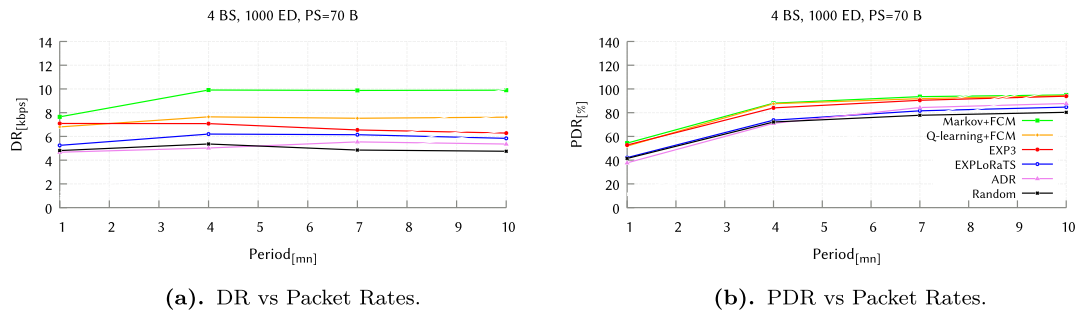 4 BS, 1000 ED, PS=70 B
14
12
10
8
6
4
2
0
DR[kbps]
1 2 3 4 5 6 7 8 9 10
Period[mn]
(a). DR vs Packet Rates.
4 BS, 1000 ED, PS=70 B
140
120
100
80
60
40
20
0
PDR[%]
Markov+FCM
Q-learning+FCM
EXP3
EXPLoRaTS
ADR
Random
1 2 3 4 5 6 7 8 9 10
Period[mn]
(b). PDR vs Packet Rates.